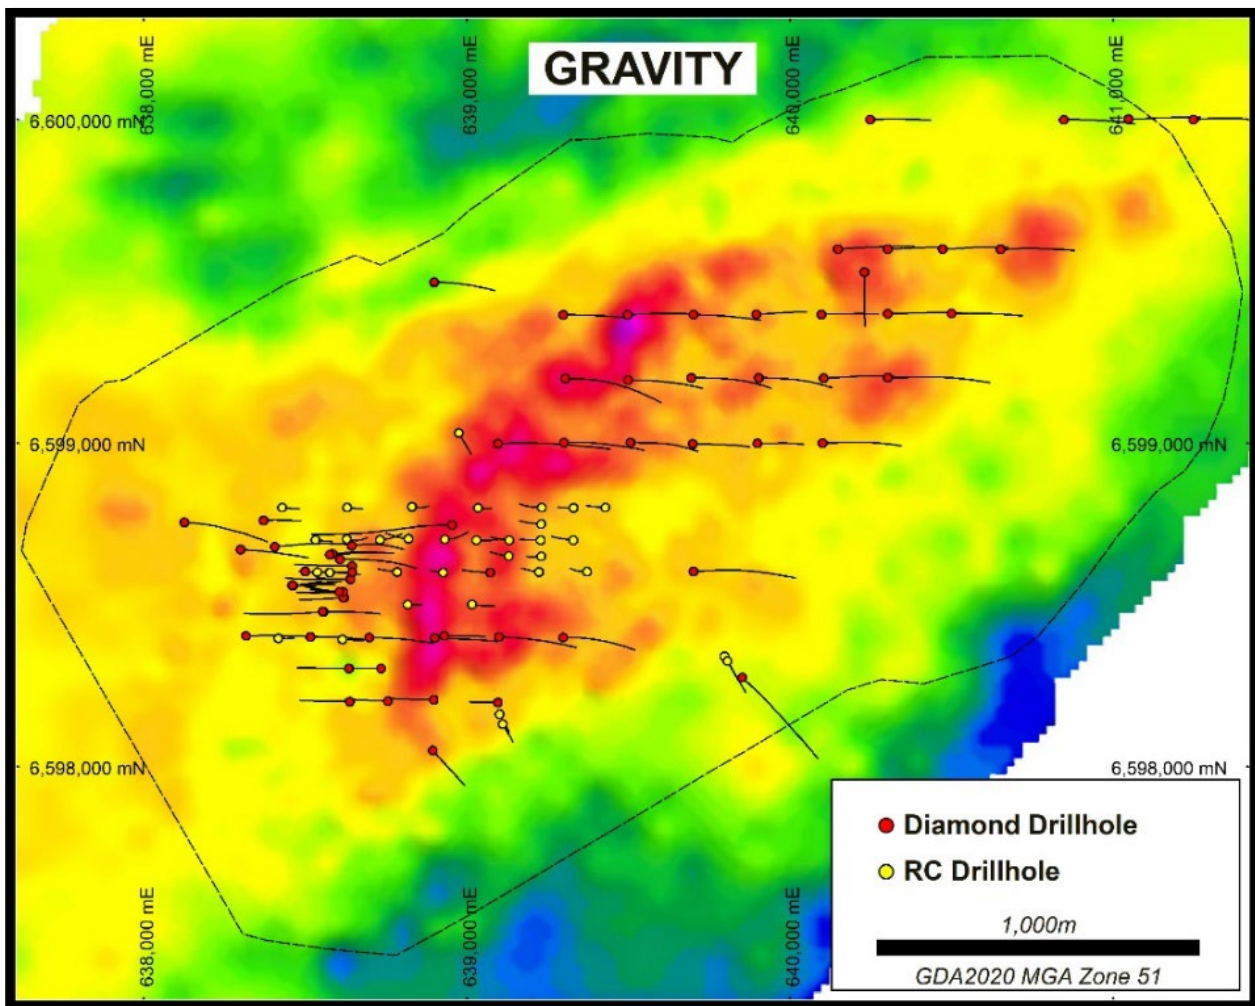 GRAVITY
638,000 mE
639,000 mE
640,000 mE
641,000 mE
6,600,000 mN
6,599,000 mN
6,599,000 mN
6,598,000 mN
6,598,000 mN
638,000 mE
639,000 mE
640,000 mE
Diamond Drillhole
RC Drillhole
1,000m
GDA2020 MGA Zone 51